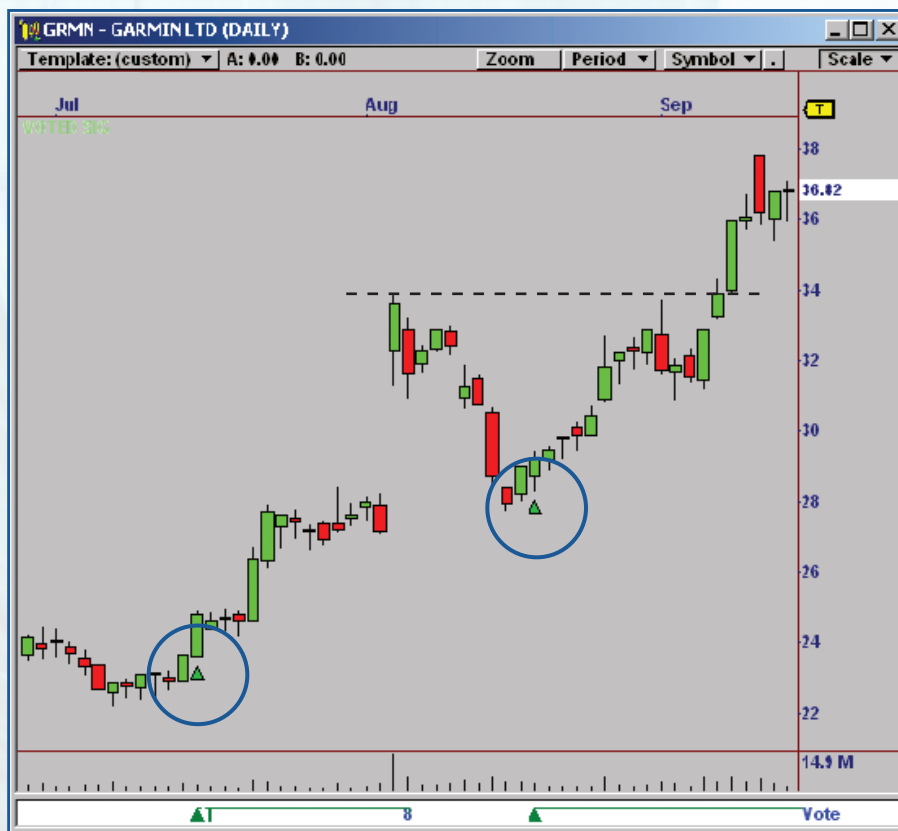 GRMN - GARMIN LTD (DAILY)
Template: (custom) A: 0.00 B: 0.00 Zoom Period Symbol . Scale
Jul Aug Sep
T
38
36.82
36
34
32
30
28
26
24
22
14.9 M
8 Vote